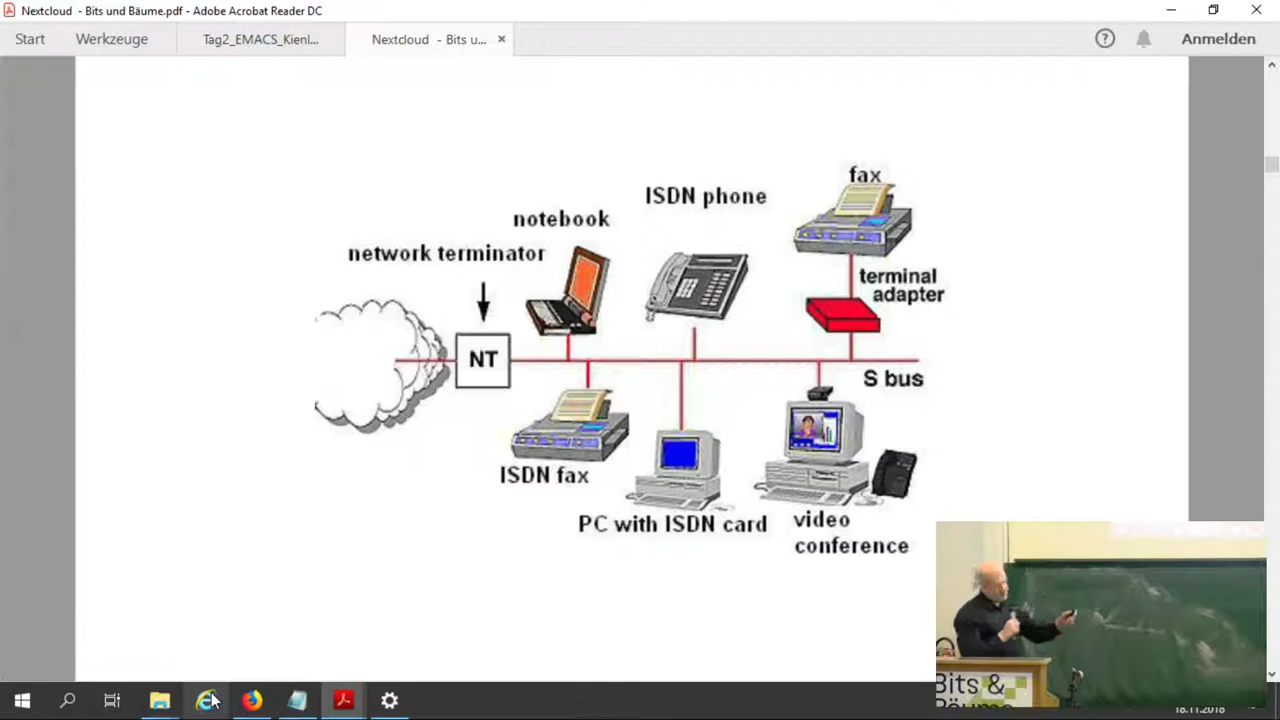 Nextcloud - Bits und Bäume.pdf - Adobe Acrobat Reader DC
Start
Werkzeuge
Tag2_EMACS_Kienl...
Nextcloud - Bits u...
Anmelden
fax
ISDN phone
notebook
network terminator
terminal
adapter
NT
S bus
ISDN fax
PC with ISDN card
video
conference
Bits &
Bäume
18.11.2018